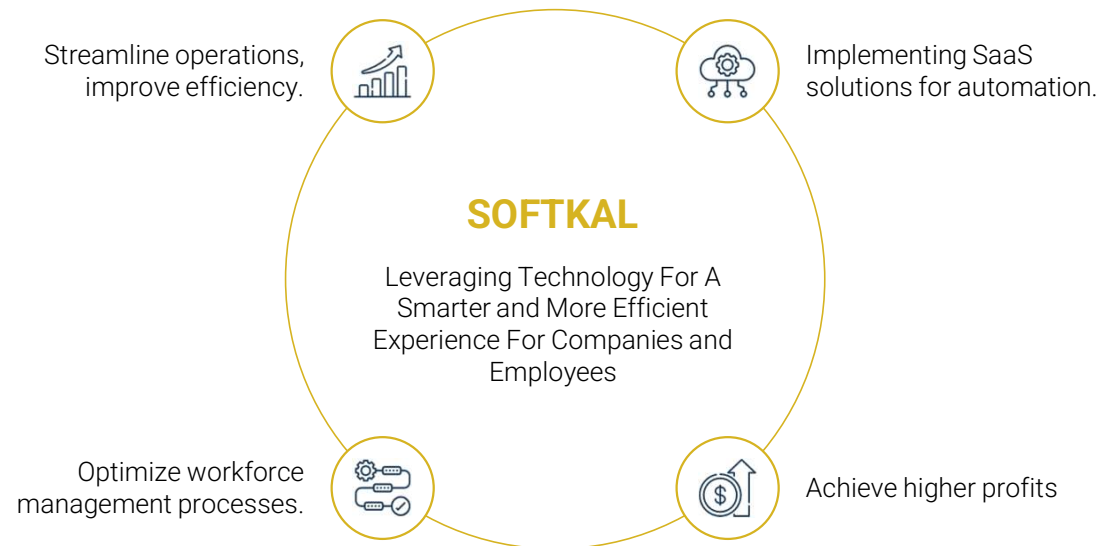 Streamline operations,
improve efficiency.
Implementing SaaS
solutions for automation.
SOFTKAL
Leveraging Technology For A
Smarter and More Efficient
Experience For Companies and
Employees
Optimize workforce
management processes.
$
Achieve higher profits